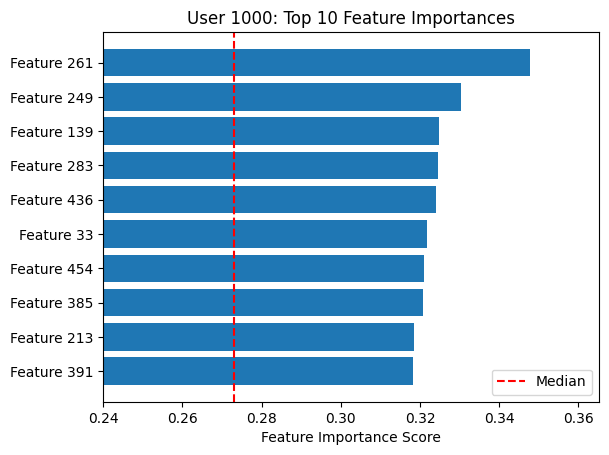 User 1000: Top 10 Feature Importances
Feature 261
Feature 249
Feature 139
Feature 283
Feature 436
Feature 33
Feature 454
Feature 385
Feature 213
Feature 391
Median
0.24 0.26 0.28 0.30 0.32 0.34 0.36
Feature Importance Score